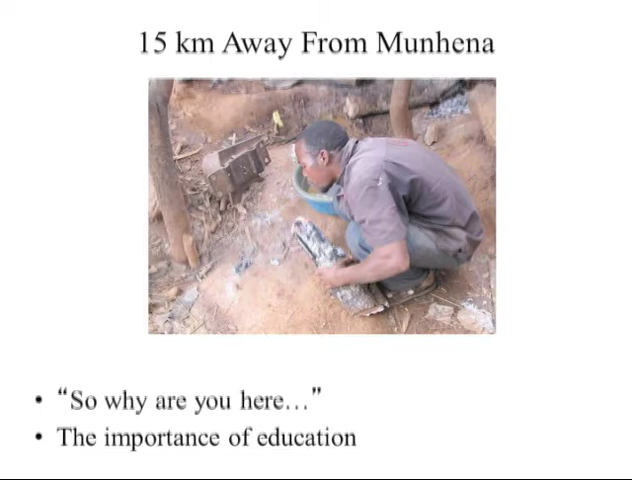 15 km Away From Munhena
• “So why are you here…”
• The importance of education